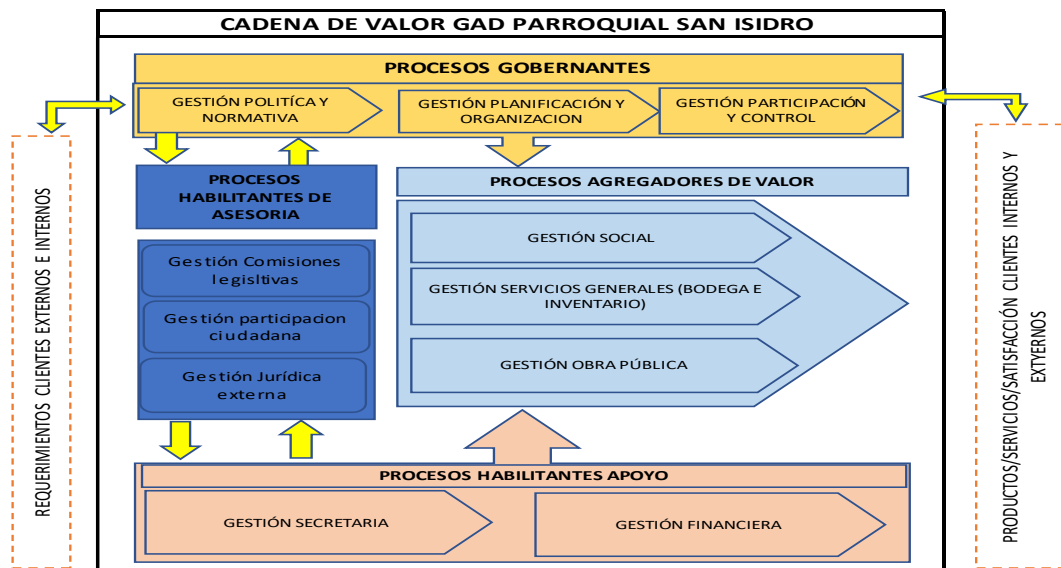 CADENA DE VALOR GAD PARROQUIAL SAN ISIDRO
PROCESOS GOBERNANTES
GESTIÓN POLITÍCA Y
NORMATIVA
GESTIÓN PLANIFICACIÓN Y
ORGANIZACION
GESTIÓN PARTICIPACIÓN
Y CONTROL
REQUERIMIENTOS CLIENTES EXTERNOS E INTERNOS
PROCESOS
HABILITANTES DE
ASESORIA
Gestión Comisiones
legisltivas
Gestión participacion
ciudadana
Gestión Jurídica
externa
PROCESOS AGREGADORES DE VALOR
GESTIÓN SOCIAL
GESTIÓN SERVICIOS GENERALES (BODEGA E
INVENTARIO)
GESTIÓN OBRA PÚBLICA
PROCESOS HABILITANTES APOYO
GESTIÓN SECRETARIA
GESTIÓN FINANCIERA
PRODUCTOS/SERVICIOS/SATISFACCIÓN CLIENTES INTERNOS Y
EXTYERNOS